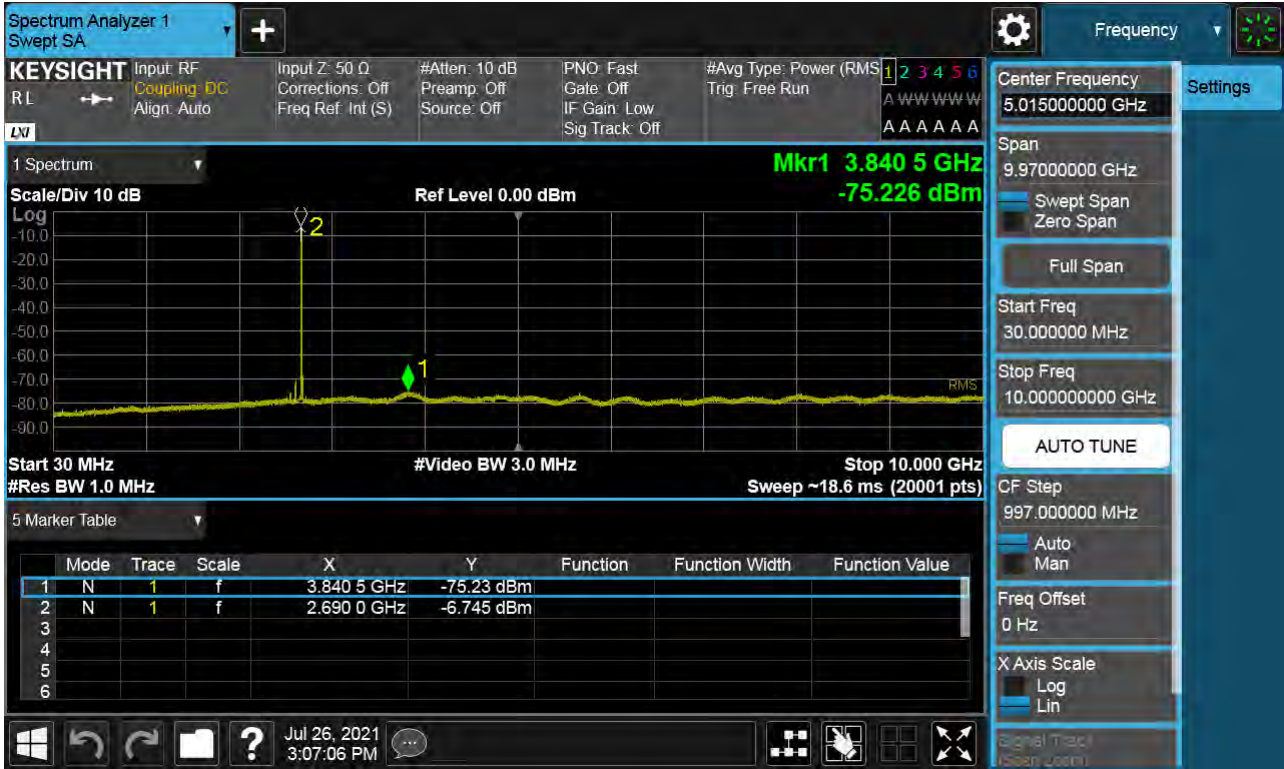 Spectrum Analyzer 1
Swept SA
+
Frequency
KEYSIGHT
R L
LXI
Input: RF
Coupling: DC
Align: Auto
Input Z: 50 Ω
Corrections: Off
Freq Ref: Int (S)
#Atten: 10 dB
Preamp: Off
Source: Off
PNO: Fast
Gate: Off
IF Gain: Low
Sig Track: Off
#Avg Type: Power (RMS
Trig: Free Run
1 2 3 4 5 6
A W W W W W
A A A A A A
Center Frequency
5.015000000 GHz
Settings
Span
9.97000000 GHz
Swept Span
Zero Span
Full Span
Start Freq
30.000000 MHz
Stop Freq
10.000000000 GHz
AUTO TUNE
CF Step
997.000000 MHz
Auto
Man
Freq Offset
0 Hz
X Axis Scale
Log
Lin
Signal Track
(Span Zoom)
1 Spectrum
Mkr1 3.840 5 GHz
-75.226 dBm
Scale/Div 10 dB
Ref Level 0.00 dBm
Log
-10.0
-20.0
-30.0
-40.0
-50.0
-60.0
-70.0
-80.0
-90.0
2
1
RMS
Start 30 MHz
#Video BW 3.0 MHz
Stop 10.000 GHz
#Res BW 1.0 MHz
Sweep ~18.6 ms (20001 pts)
5 Marker Table
Mode Trace Scale X Y Function Function Width Function Value
1 N 1 f 3.840 5 GHz -75.23 dBm
2 N 1 f 2.690 0 GHz -6.745 dBm
3
4
5
6
?
Jul 26, 2021
3:07:06 PM